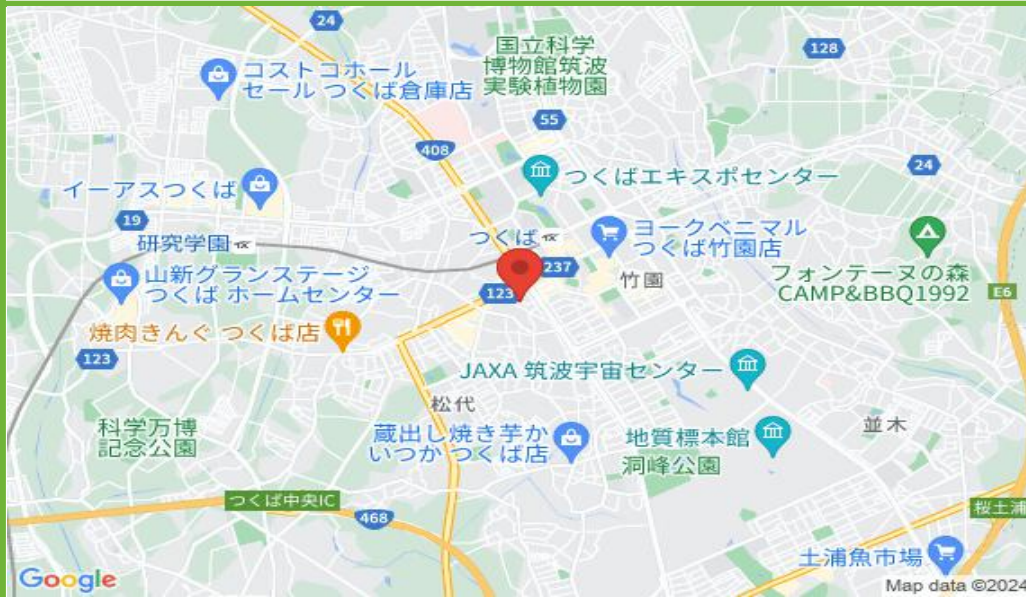 24
国立科学
博物館筑波
実験植物園
128
コストコホール
セール つくば倉庫店
55
408
24
つくばエキスポセンター
イーアスつくば
19
研究学園
つくば
ヨークベニマル
つくば竹園店
237
竹園
フォンテーヌの森
CAMP&BBQ1992
E6
山新グランステージ
つくば ホームセンター
123
焼肉きんぐ つくば店
123
JAXA 筑波宇宙センター
松代
科学万博
記念公園
蔵出し焼き芋か
いつか つくば店
地質標本館
洞峰公園
並木
つくば中央IC
468
桜土浦
土浦魚市場
Google
Map data ©2024